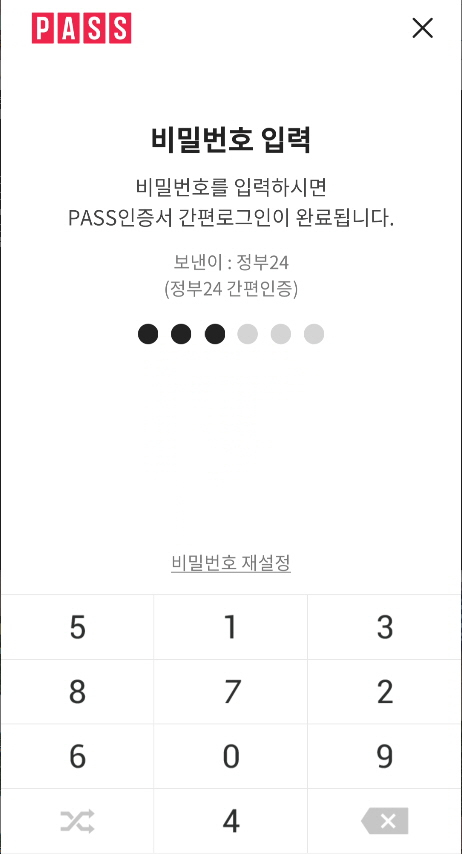 PASS
비밀번호 입력
비밀번호를 입력하시면
PASS인증서 간편로그인이 완료됩니다.
보낸이 : 정부24
(정부24 간편인증)
비밀번호 재설정
5 1 3
8 7 2
6 0 9
4